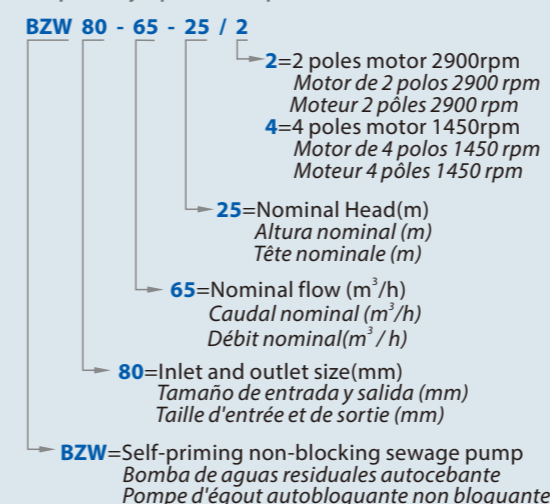 BZW 80 - 65 - 25 / 2
2=2 poles motor 2900rpm
Motor de 2 polos 2900 rpm
Moteur 2 pôles 2900 rpm
4=4 poles motor 1450rpm
Motor de 4 polos 1450 rpm
Moteur 4 pôles 1450 rpm
25=Nominal Head(m)
Altura nominal (m)
Tête nominale (m)
65=Nominal flow (m³/h)
Caudal nominal (m³/h)
Débit nominal(m³ / h)
80=Inlet and outlet size(mm)
Tamaño de entrada y salida (mm)
Taille d'entrée et de sortie (mm)
BZW=Self-priming non-blocking sewage pump
Bomba de aguas residuales autocebante
Pompe d'égout autobloquante non bloquante